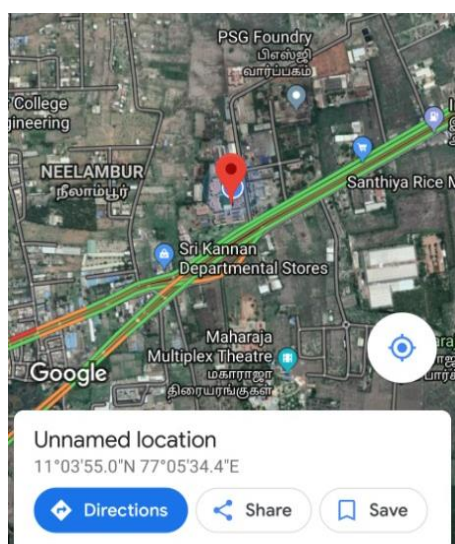 PSG Foundry
பிஎஸ்ஜி
வார்ப்பகம்
College
gineering
NEELAMBUR
நீலாம்பூர்
Santhiya Rice M
Sri Kannan
Departmental Stores
Maharaja
Multiplex Theatre
மகாராஜா
திரையரங்குகள்
Google
Unnamed location
11°03'55.0"N 77°05'34.4"E
Directions
Share
Save